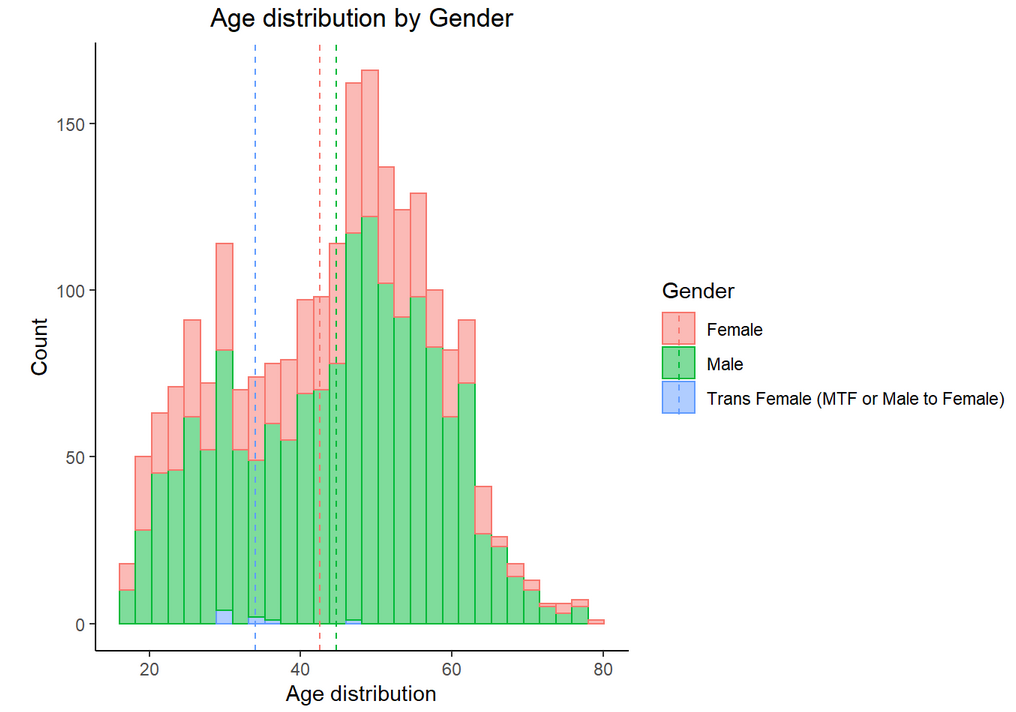 Age distribution by Gender
Count
150
100
50
0
20 40 60 80
Age distribution
Gender
Female
Male
Trans Female (MTF or Male to Female)